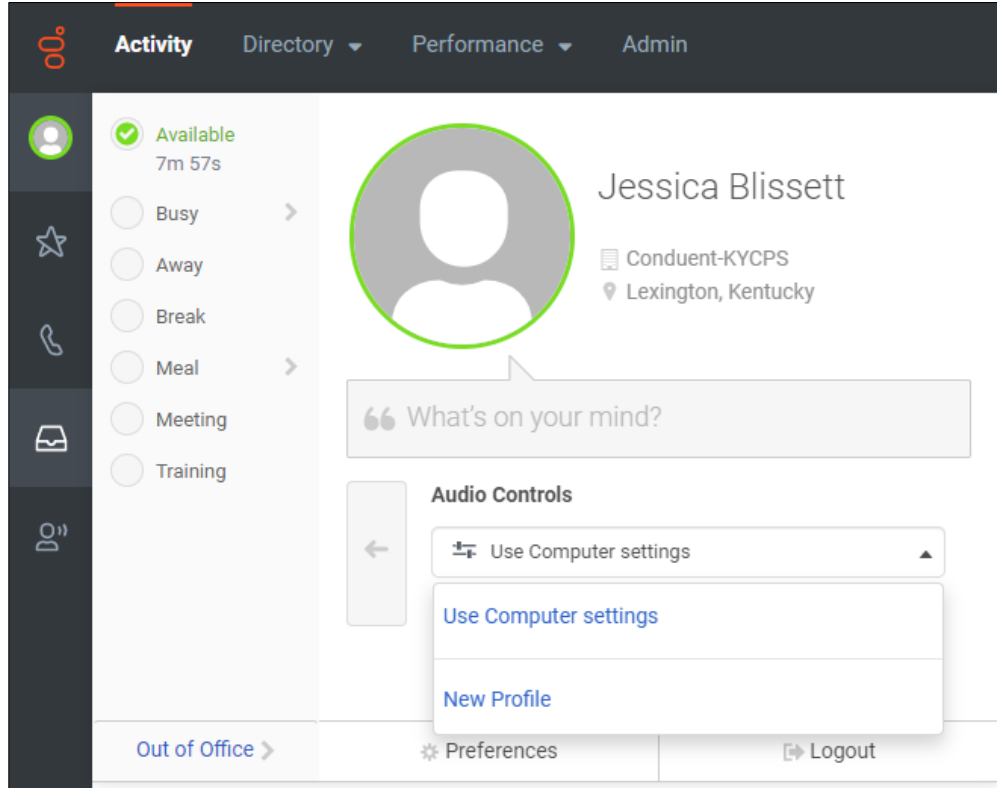 Activity Directory Performance Admin
Available
7m 57s
Busy
Away
Break
Meal
Meeting
Training
Out of Office
Jessica Blissett
Conduent-KYCPS
Lexington, Kentucky
What's on your mind?
Audio Controls
Use Computer settings
Use Computer settings
New Profile
Preferences
Logout